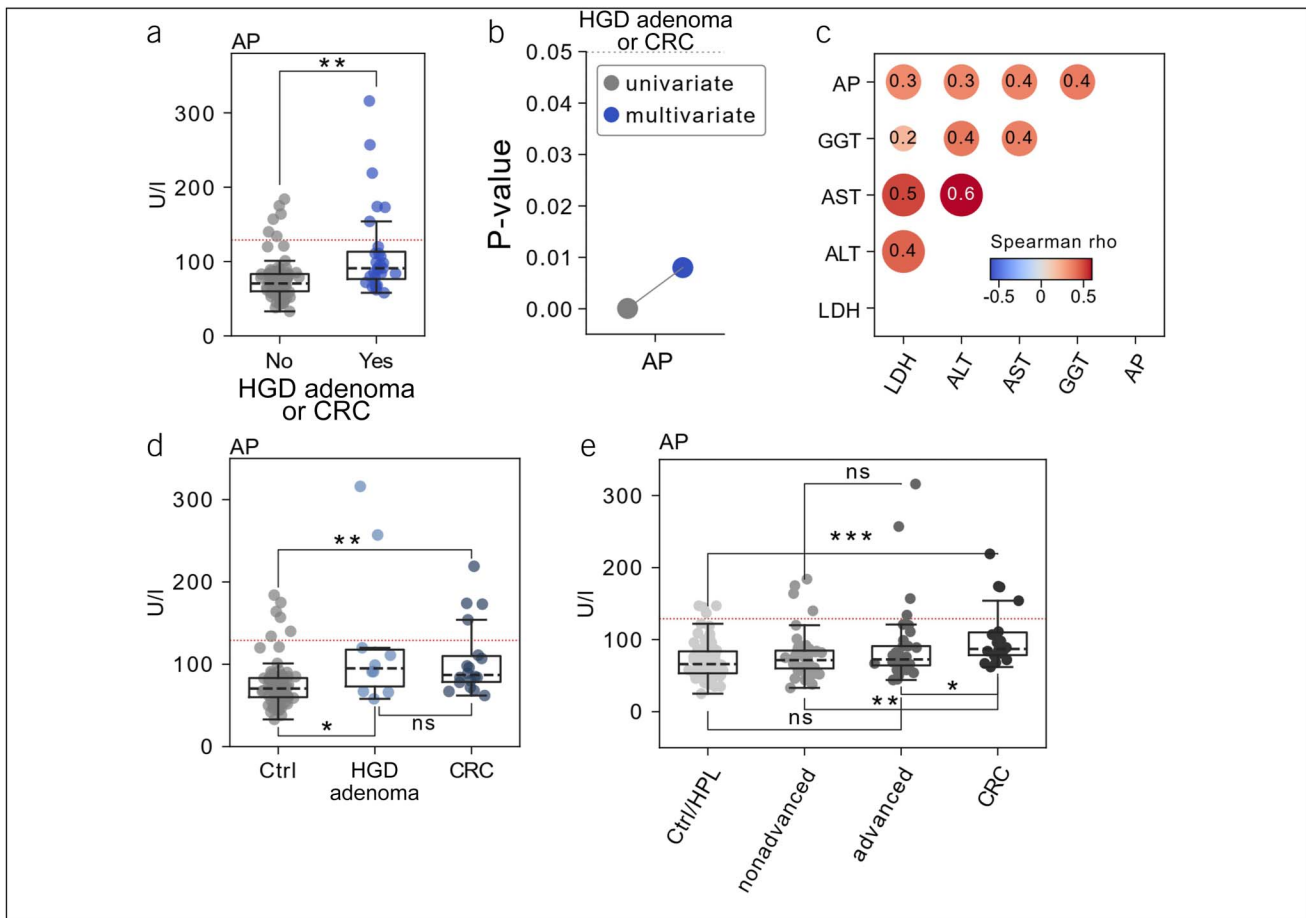 a
AP
**
U/l
300
200
100
0
No
Yes
HGD adenoma
or CRC
b
HGD adenoma
or CRC
P-value
0.05
0.04
0.03
0.02
0.01
0.00
univariate
multivariate
AP
c
AP
0.3 0.3 0.4 0.4
GGT
0.2 0.4 0.4
AST
0.5 0.6
ALT
0.4
LDH
Spearman rho
-0.5 0 0.5
LDH ALT AST GGT AP
d
AP
U/l
300
200
100
0
**
*
ns
Ctrl
HGD
adenoma
CRC
e
AP
U/l
300
200
100
0
ns
***
**
*
ns
Ctrl/HPL
nonadvanced
advanced
CRC